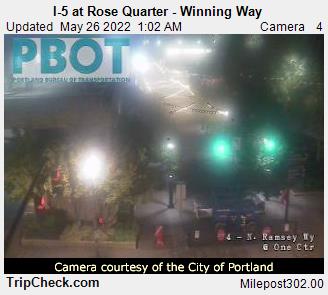 I-5 at Rose Quarter - Winning Way
Updated May 26 2022 1:02 AM Camera 4
PBOT
PORTLAND BUREAU OF TRANSPORTATION
4 - N. Ramsey Wy
@ One Ctr
Camera courtesy of the City of Portland
TripCheck.com Milepost302.00